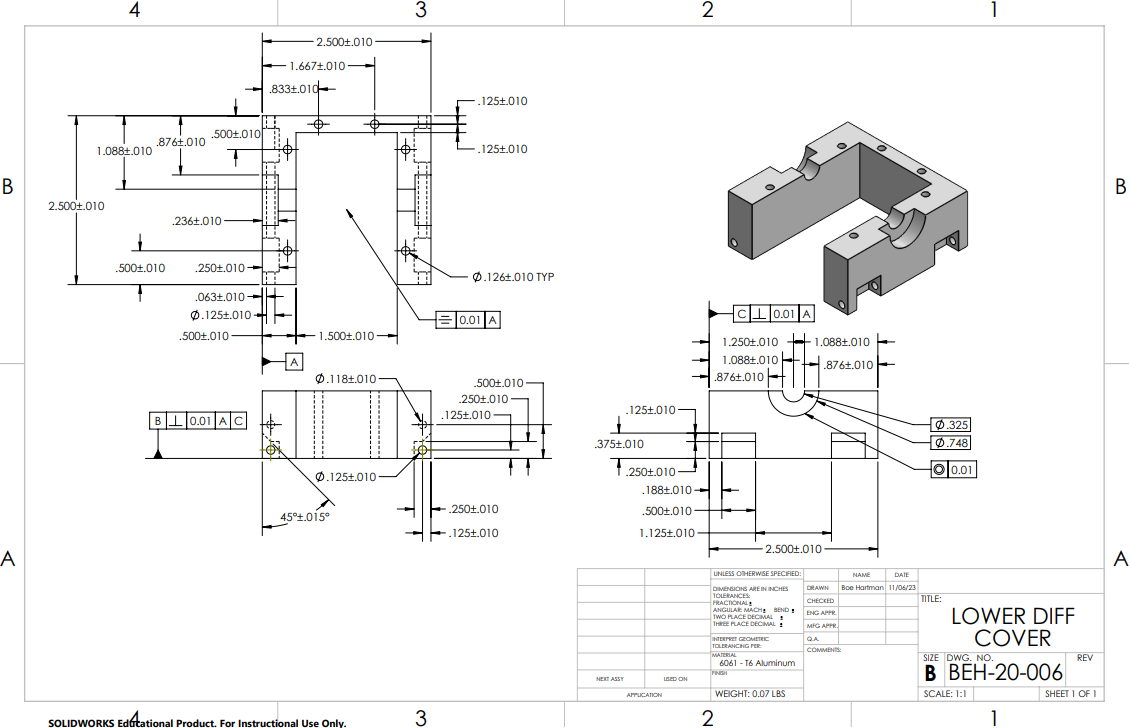 4 3 2 1
2.500±.010
1.667±.010
.833±.010
.125±.010
.500±.010
.876±.010
1.088±.010
.125±.010
B
B
2.500±.010
.236±.010
.500±.010 .250±.010
Ø.126±.010 TYP
.063±.010
Ø.125±.010
0.01 A
.500±.010 1.500±.010
A
C 0.01 A
1.250±.010 1.088±.010
1.088±.010
.876±.010 .876±.010
Ø.118±.010
.500±.010
.250±.010
.125±.010
B 0.01 A C
Ø.125±.010
45°±.015°
.250±.010
.125±.010
.125±.010
.375±.010
.250±.010
.188±.010
.500±.010
1.125±.010
2.500±.010
Ø.325
Ø.748
0.01
A
A
UNLESS OTHERWISE SPECIFIED:
DIMENSIONS ARE IN INCHES
TOLERANCES:
FRACTIONAL±
ANGULAR: MACH± BEND ±
TWO PLACE DECIMAL ±
THREE PLACE DECIMAL ±
INTERPRET GEOMETRIC
TOLERANCING PER:
MATERIAL
6061 - T6 Aluminum
FINISH
WEIGHT: 0.07 LBS
NEXT ASSY USED ON
APPLICATION
NAME DATE
DRAWN Boe Hartman 11/06/23
CHECKED
ENG APPR.
MFG APPR.
Q.A.
COMMENTS:
TITLE:
LOWER DIFF
COVER
SIZE DWG. NO. REV
B BEH-20-006
SCALE: 1:1 SHEET 1 OF 1
4 3 2 1
SOLIDWORKS Educational Product. For Instructional Use Only.